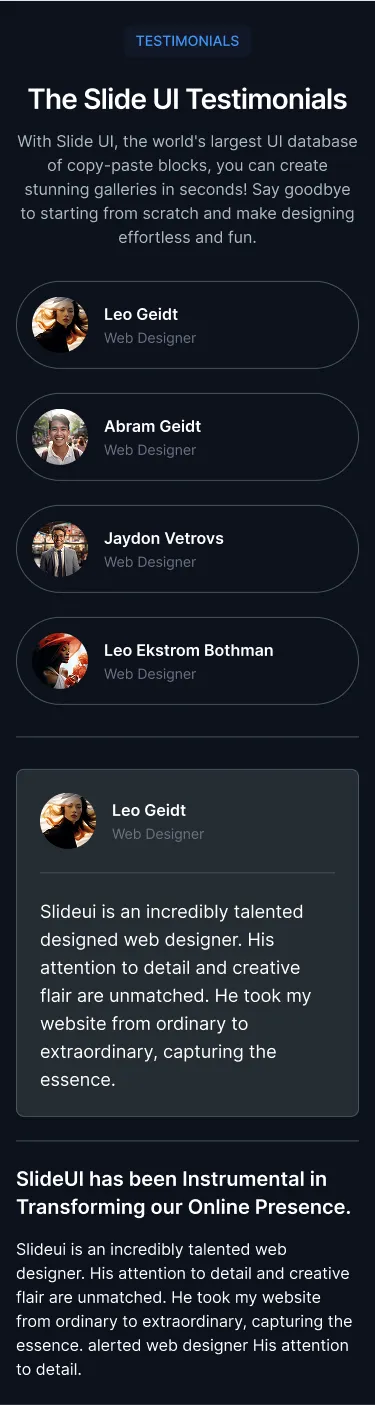 TESTIMONIALS
The Slide UI Testimonials
With Slide UI, the world's largest UI database
of copy-paste blocks, you can create
stunning galleries in seconds! Say goodbye
to starting from scratch and make designing
effortless and fun.
Leo Geidt
Web Designer
Abram Geidt
Web Designer
Jaydon Vetrovs
Web Designer
Leo Ekstrom Bothman
Web Designer
Leo Geidt
Web Designer
Slideui is an incredibly talented
designed web designer. His
attention to detail and creative
flair are unmatched. He took my
website from ordinary to
extraordinary, capturing the
essence.
SlideUI has been Instrumental in
Transforming our Online Presence.
Slideui is an incredibly talented web
designer. His attention to detail and creative
flair are unmatched. He took my website
from ordinary to extraordinary, capturing the
essence. alerted web designer His attention
to detail.